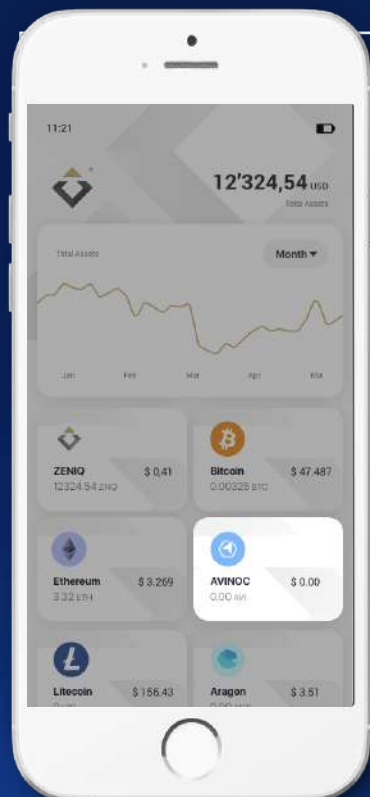 11:21
12'324,54 USD
Total Assets
Total Assets
Month
Jan Feb Mar Apr Mai
ZENIQ $ 0,41
12324.54 ZNQ
Bitcoin $ 47.487
0.00326 BTC
Ethereum $ 3.269
3.32 ETH
AVINOC $ 0.00
0.00 AVI
Litecoin $ 156.43
Aragon $ 3.51